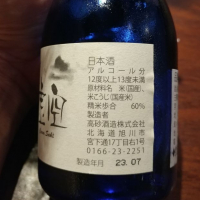 日本酒
アルコール分
12度以上13度未満
原材料名 米(国産)、
米こうじ(国産米)
精米歩合 60%
製造者
高砂酒造株式会社
北海道旭川市
宮下通17丁目右1号
0166-23-2251
製造年月 23.07
空